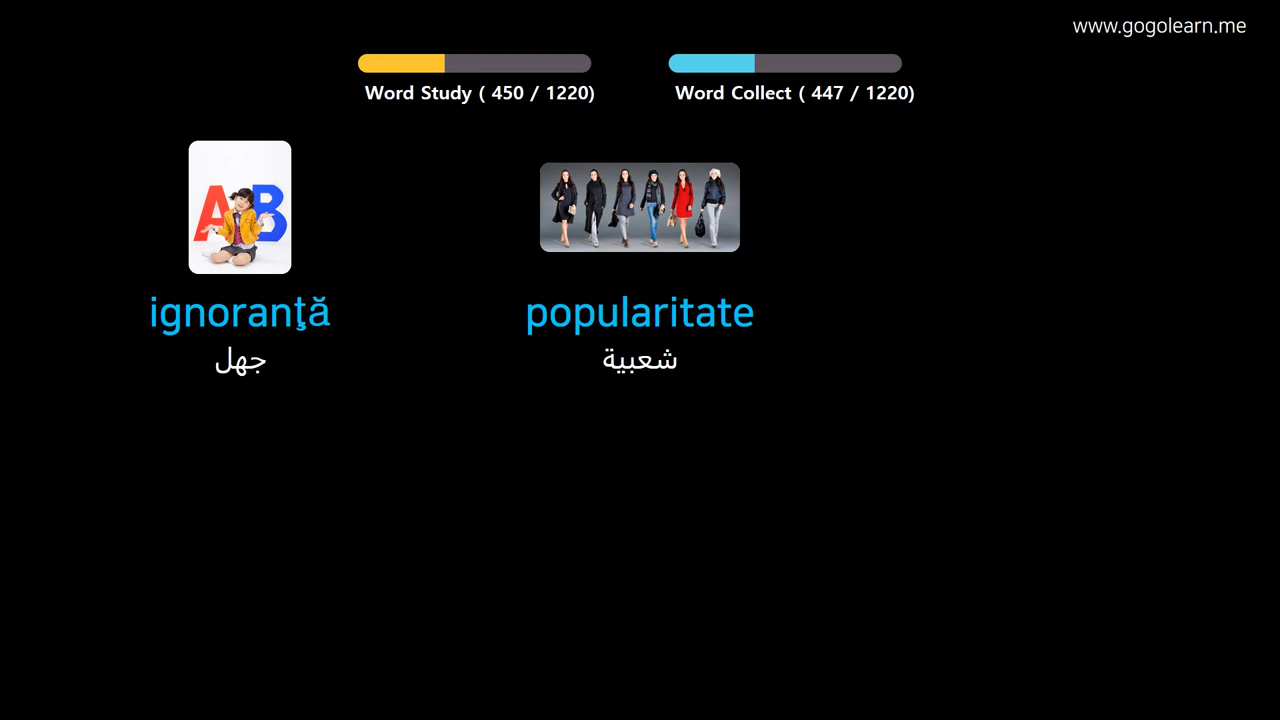 www.gogolearn.me
Word Study ( 450 / 1220)
Word Collect ( 447 / 1220)
A B
ignoranţă
popularitate
جهل
شعبية